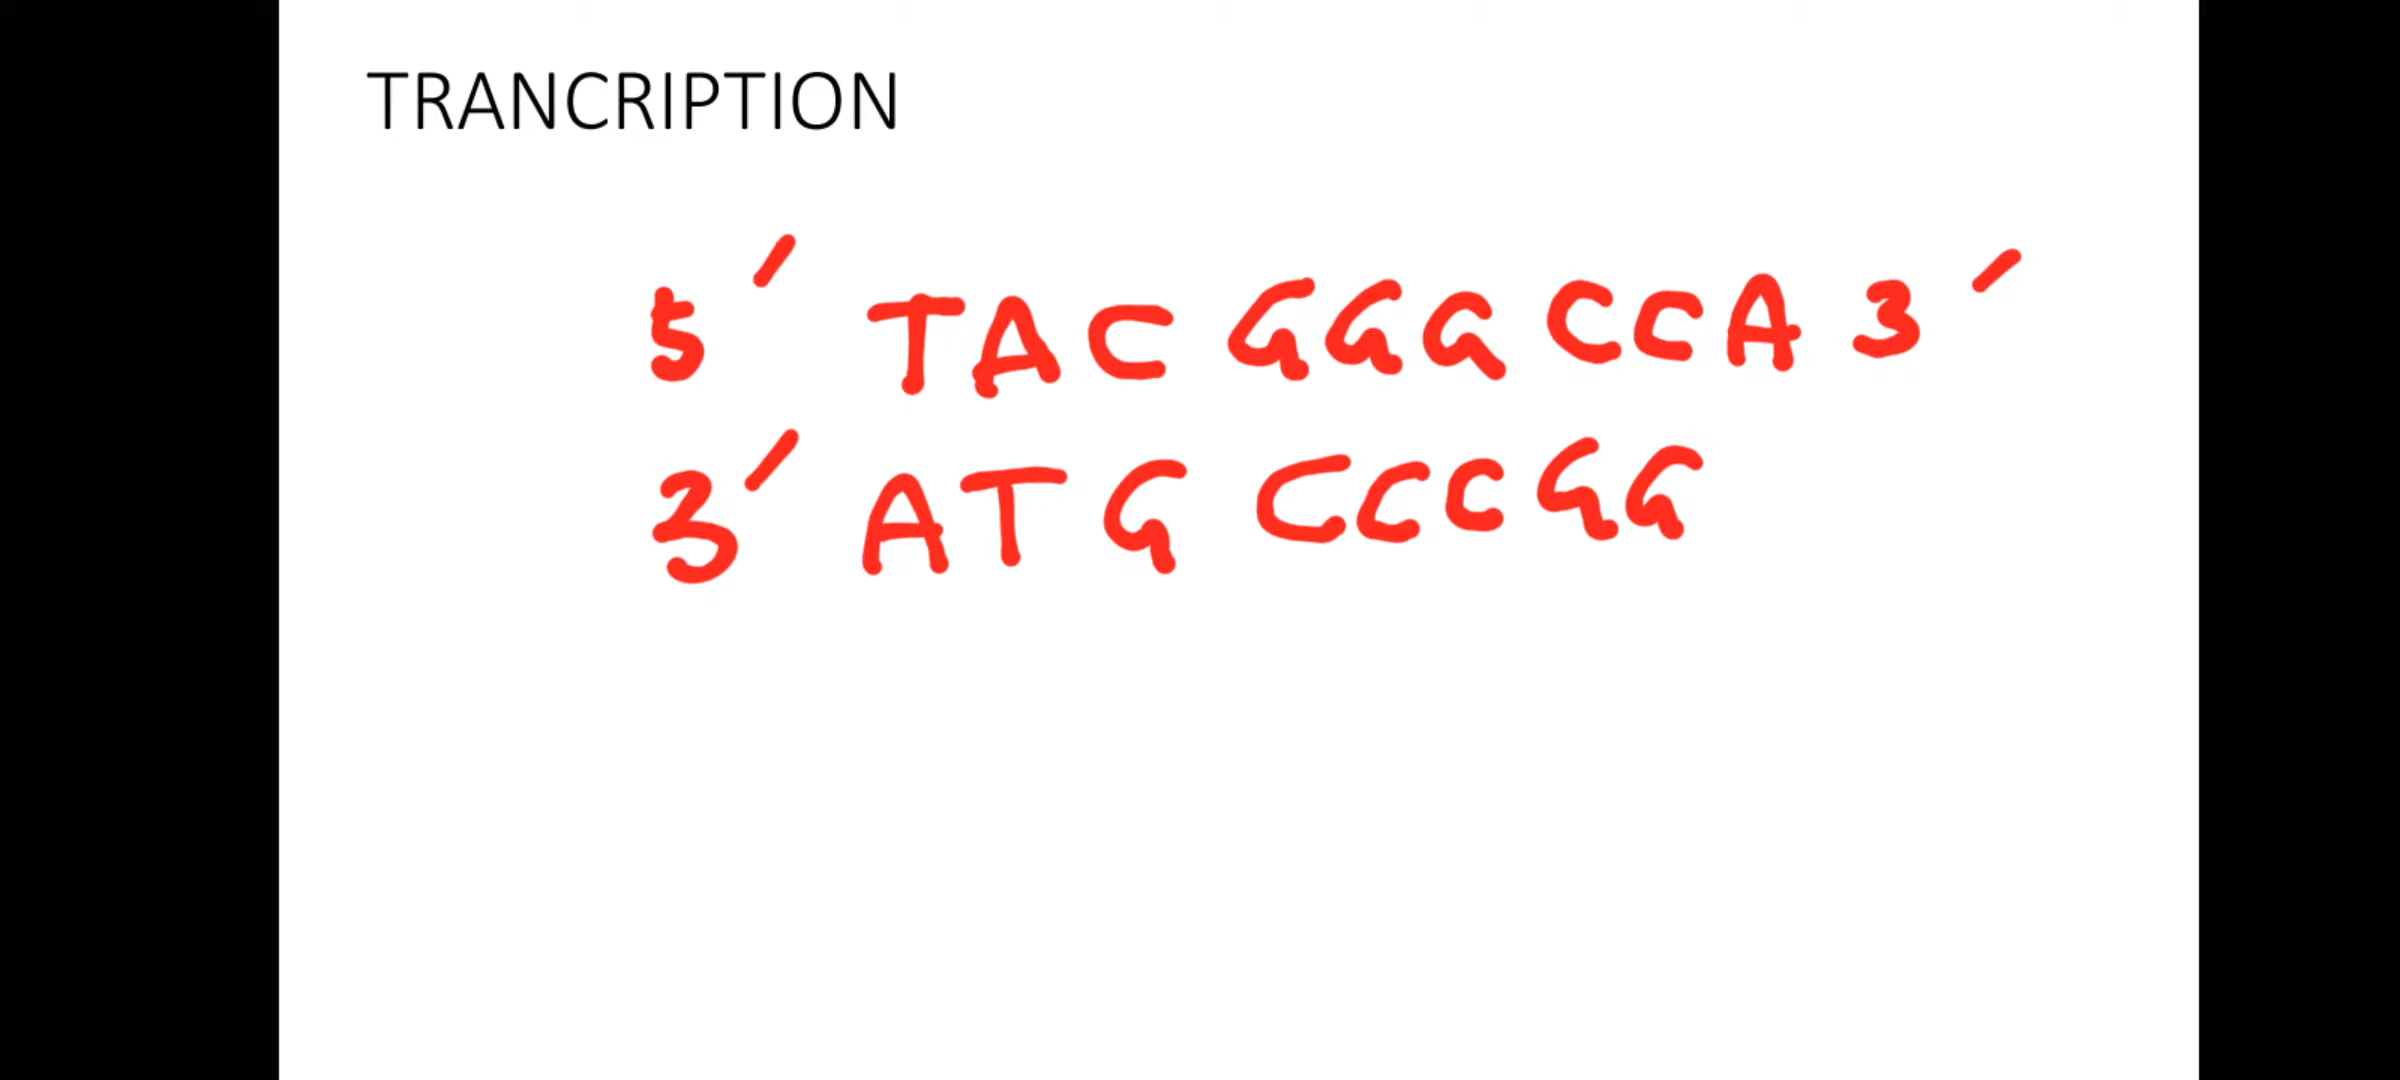 TRANCRIPTION
5' TAC GGG CCA 3'
3' ATG CCC GG